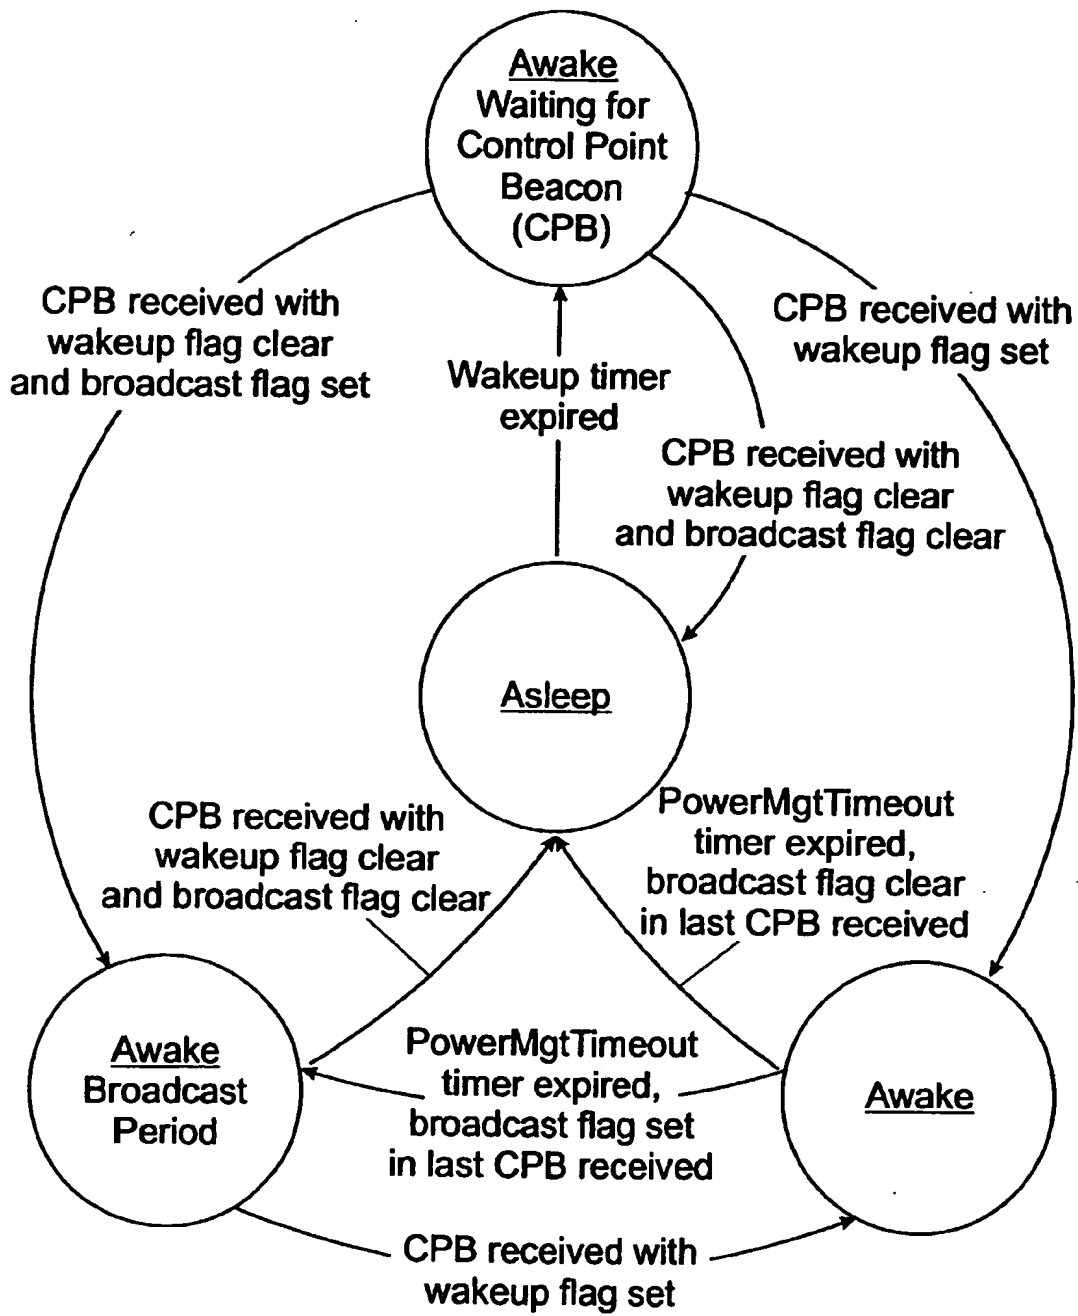 Awake
Waiting for
Control Point
Beacon
(CPB)
CPB received with
wakeup flag clear
and broadcast flag set
CPB received with
wakeup flag set
Wakeup timer
expired
CPB received with
wakeup flag clear
and broadcast flag clear
Asleep
CPB received with
wakeup flag clear
and broadcast flag clear
PowerMgtTimeout
timer expired,
broadcast flag clear
in last CPB received
Awake
Broadcast
Period
PowerMgtTimeout
timer expired,
broadcast flag set
in last CPB received
Awake
CPB received with
wakeup flag set